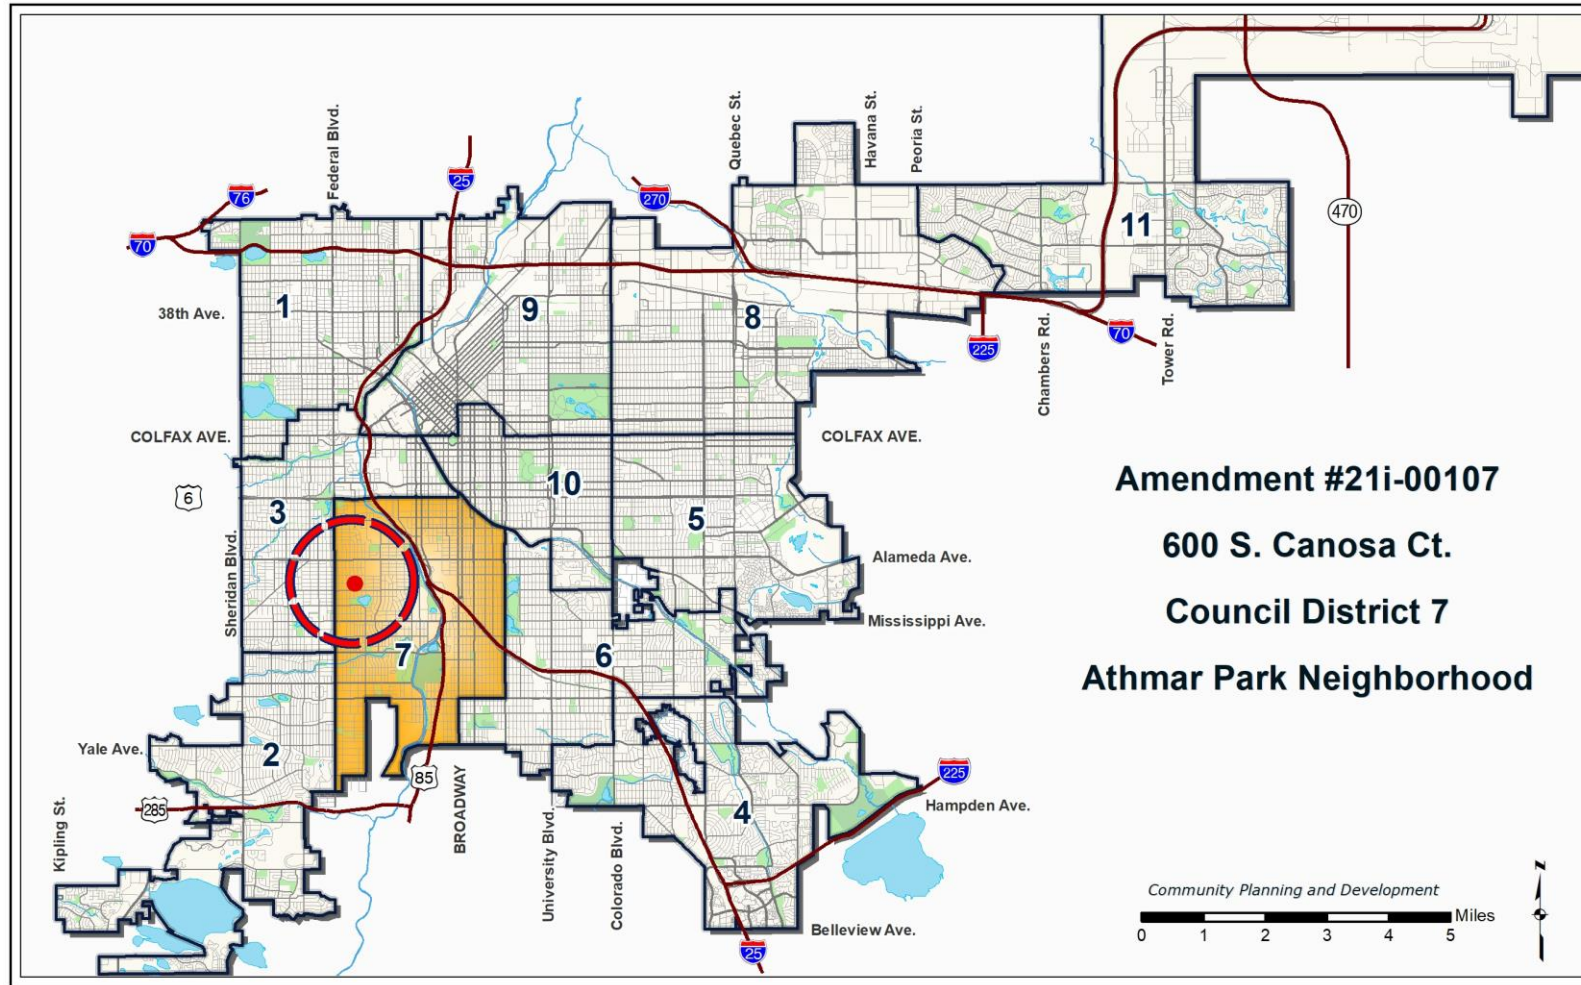 Federal Blvd.
Quebec St.
Havana St.
Peoria St.
25
76
270
70
470
11
1
9
8
38th Ave.
Chambers Rd.
Tower Rd.
70
225
COLFAX AVE.
COLFAX AVE.
6
3
10
5
Sheridan Blvd.
Alameda Ave.
Mississippi Ave.
7
6
2
Yale Ave.
85
285
BROADWAY
Kipling St.
University Blvd.
Colorado Blvd.
4
225
Hampden Ave.
Belleview Ave.
25
Amendment #21i-00107
600 S. Canosa Ct.
Council District 7
Athmar Park Neighborhood
Community Planning and Development
Miles
0 1 2 3 4 5
N